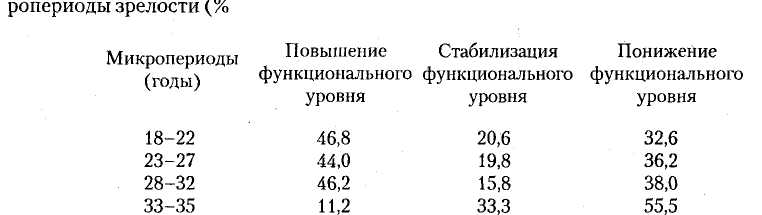 ропериоды зрелости (%
Микропериоды (годы) Повышение функционального уровня Стабилизация функционального уровня Понижение функционального уровня
18–22 46,8 20,6 32,6
23–27 44,0 19,8 36,2
28–32 46,2 15,8 38,0
33–35 11,2 33,3 55,5